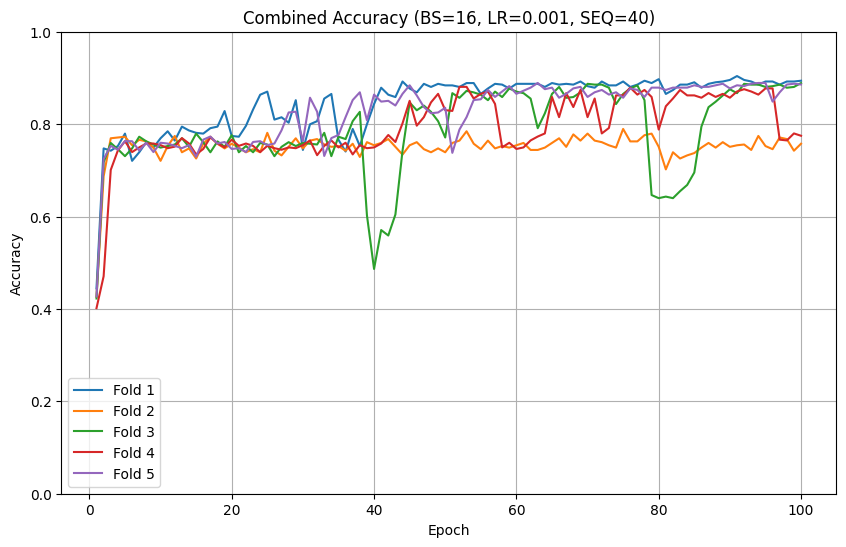 Combined Accuracy (BS=16, LR=0.001, SEQ=40)
Accuracy
1.0
0.8
0.6
0.4
0.2
0.0
Fold 1
Fold 2
Fold 3
Fold 4
Fold 5
0 20 40 60 80 100
Epoch